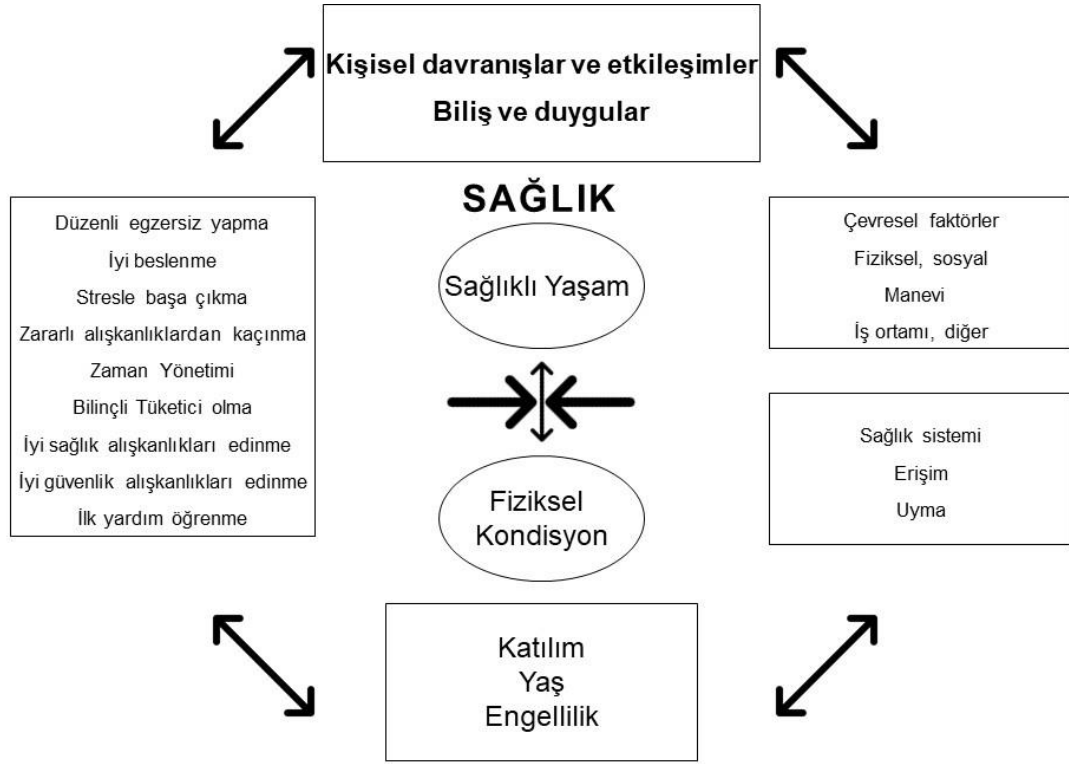 Kişisel davranışlar ve etkileşimler
Biliş ve duygular
SAĞLIK
Sağlıklı Yaşam
Fiziksel
Kondisyon
Düzenli egzersiz yapma
İyi beslenme
Stresle başa çıkma
Zararlı alışkanlıklardan kaçınma
Zaman Yönetimi
Bilinçli Tüketici olma
İyi sağlık alışkanlıkları edinme
İyi güvenlik alışkanlıkları edinme
İlk yardım öğrenme
Çevresel faktörler
Fiziksel, sosyal
Manevi
İş ortamı, diğer
Sağlık sistemi
Erişim
Uyma
Katılım
Yaş
Engellilik